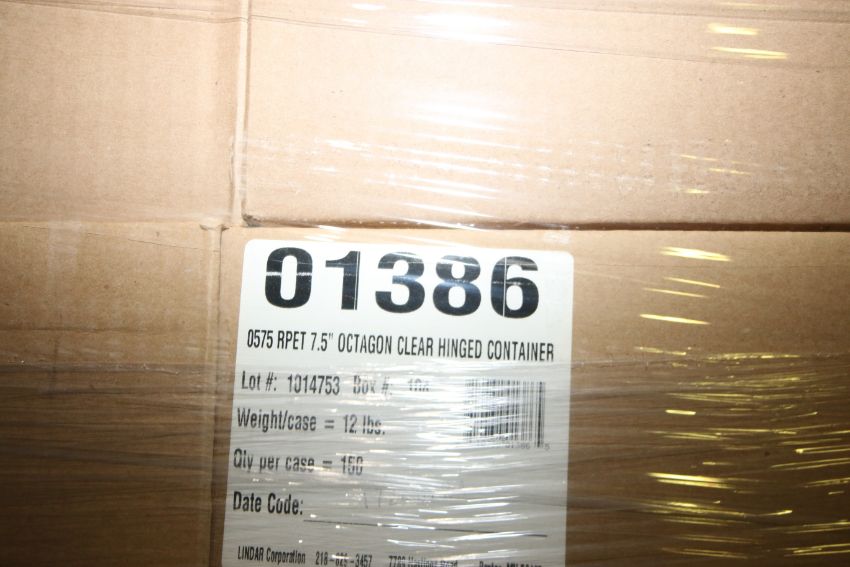 01386
0575 RPET 7.5" OCTAGON CLEAR HINGED CONTAINER
Lot #: 1014753 Box #:
Weight/case = 12 lbs.
Qty per case = 150
Date Code:
LINDAR Corporation